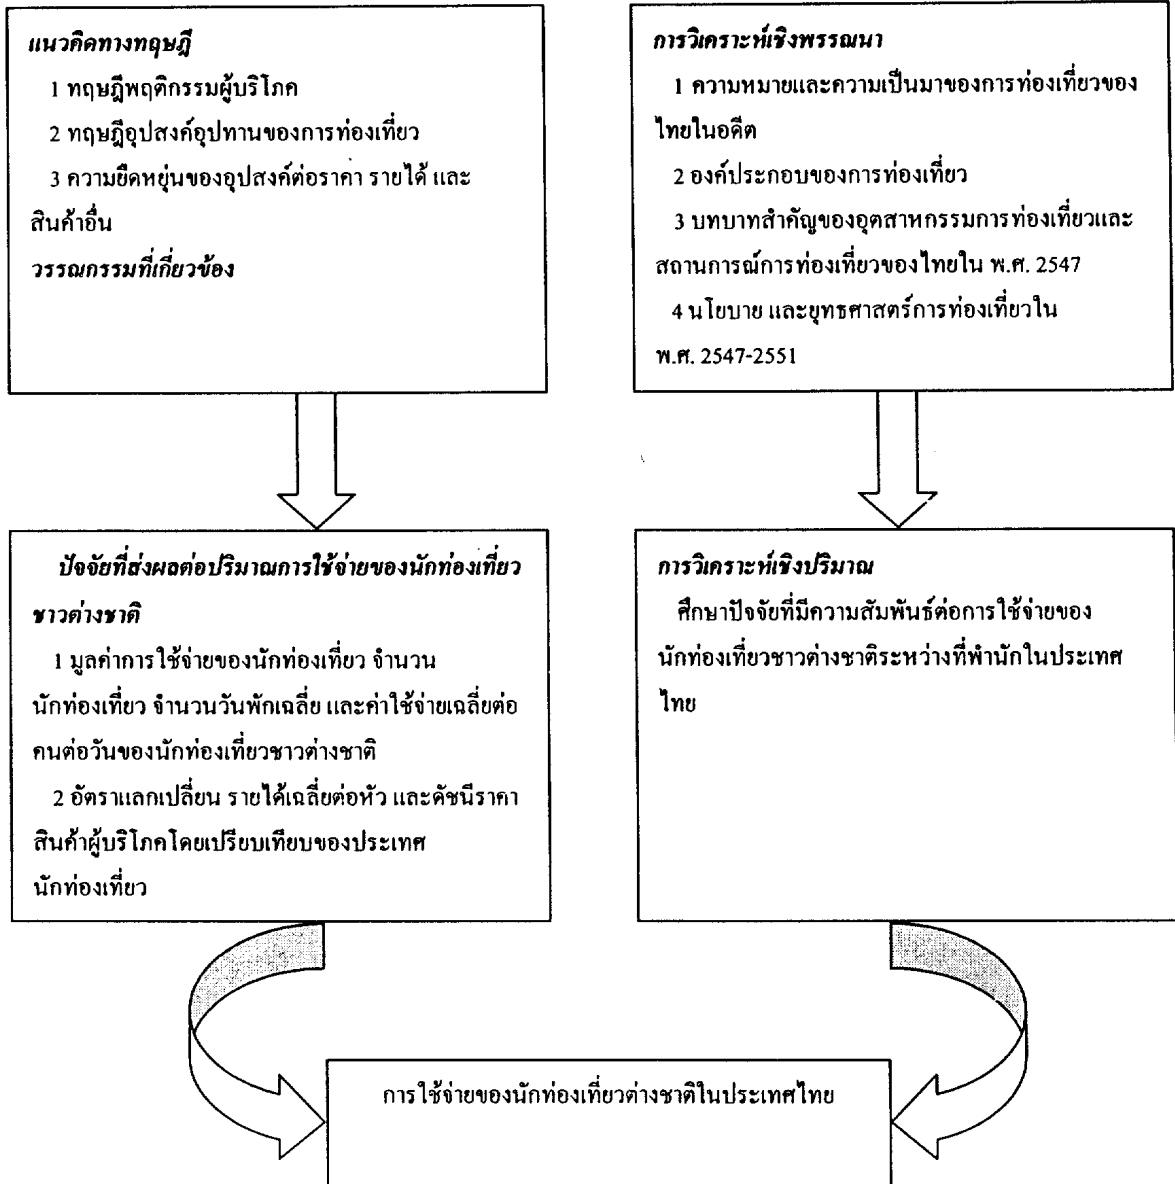 แนวคิดทางทฤษฎี
1 ทฤษฎีพฤติกรรมผู้บริโภค
2 ทฤษฎีอุปสงค์อุปทานของการท่องเที่ยว
3 ความยืดหยุ่นของอุปสงค์ต่อราคา รายได้ และ
สินค้าอื่น
วรรณกรรมที่เกี่ยวข้อง
การวิเคราะห์เชิงพรรณนา
1 ความหมายและความเป็นมาของการท่องเที่ยวของ
ไทยในอดีต
2 องค์ประกอบของการท่องเที่ยว
3 บทบาทสำคัญของอุตสาหกรรมการท่องเที่ยวและ
สถานการณ์การท่องเที่ยวของไทยใน พ.ศ. 2547
4 นโยบาย และยุทธศาสตร์การท่องเที่ยวใน
พ.ศ. 2547-2551
ปัจจัยที่ส่งผลต่อปริมาณการใช้จ่ายของนักท่องเที่ยว
ชาวต่างชาติ
1 มูลค่าการใช้จ่ายของนักท่องเที่ยว จำนวน
นักท่องเที่ยว จำนวนวันพักเฉลี่ย และค่าใช้จ่ายเฉลี่ยต่อ
คนต่อวันของนักท่องเที่ยวชาวต่างชาติ
2 อัตราแลกเปลี่ยน รายได้เฉลี่ยต่อหัว และดัชนีราคา
สินค้าผู้บริโภคโดยเปรียบเทียบของประเทศ
นักท่องเที่ยว
การวิเคราะห์เชิงปริมาณ
ศึกษาปัจจัยที่มีความสัมพันธ์ต่อการใช้จ่ายของ
นักท่องเที่ยวชาวต่างชาติระหว่างที่พำนักในประเทศ
ไทย
การใช้จ่ายของนักท่องเที่ยวต่างชาติในประเทศไทย